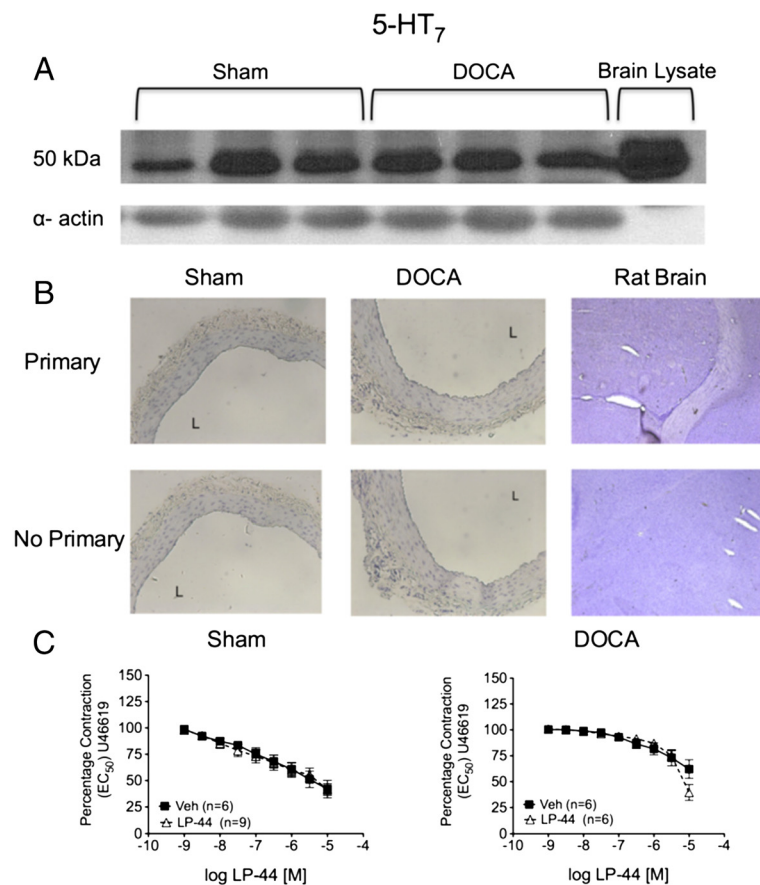 5-HT7
A
Sham
DOCA
Brain Lysate
50 kDa
α- actin
B
Sham
DOCA
Rat Brain
Primary
L
L
No Primary
L
L
L
C
Sham
DOCA
Percentage Contraction
(EC50) U46619
150
125
100
75
50
25
0
Veh (n=6)
LP-44 (n=9)
-10 -9 -8 -7 -6 -5 -4
log LP-44 [M]
Percentage Contraction
(EC50) U46619
150
125
100
75
50
25
0
Veh (n=6)
LP-44 (n=6)
-10 -9 -8 -7 -6 -5 -4
log LP-44 [M]